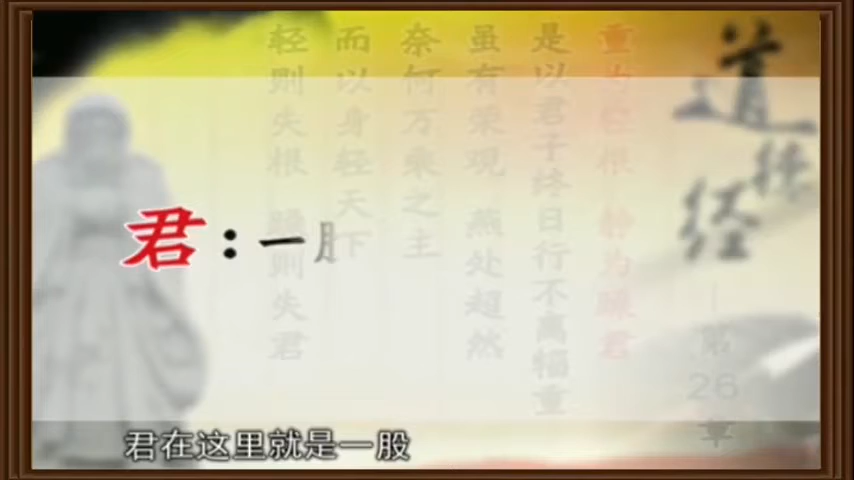 道德经
第26章
重为轻根 静为躁君
是以君子终日行不离辎重
虽有荣观 燕处超然
奈何万乘之主
而以身轻天下
轻则失根 躁则失君
君：一股
君在这里就是一股